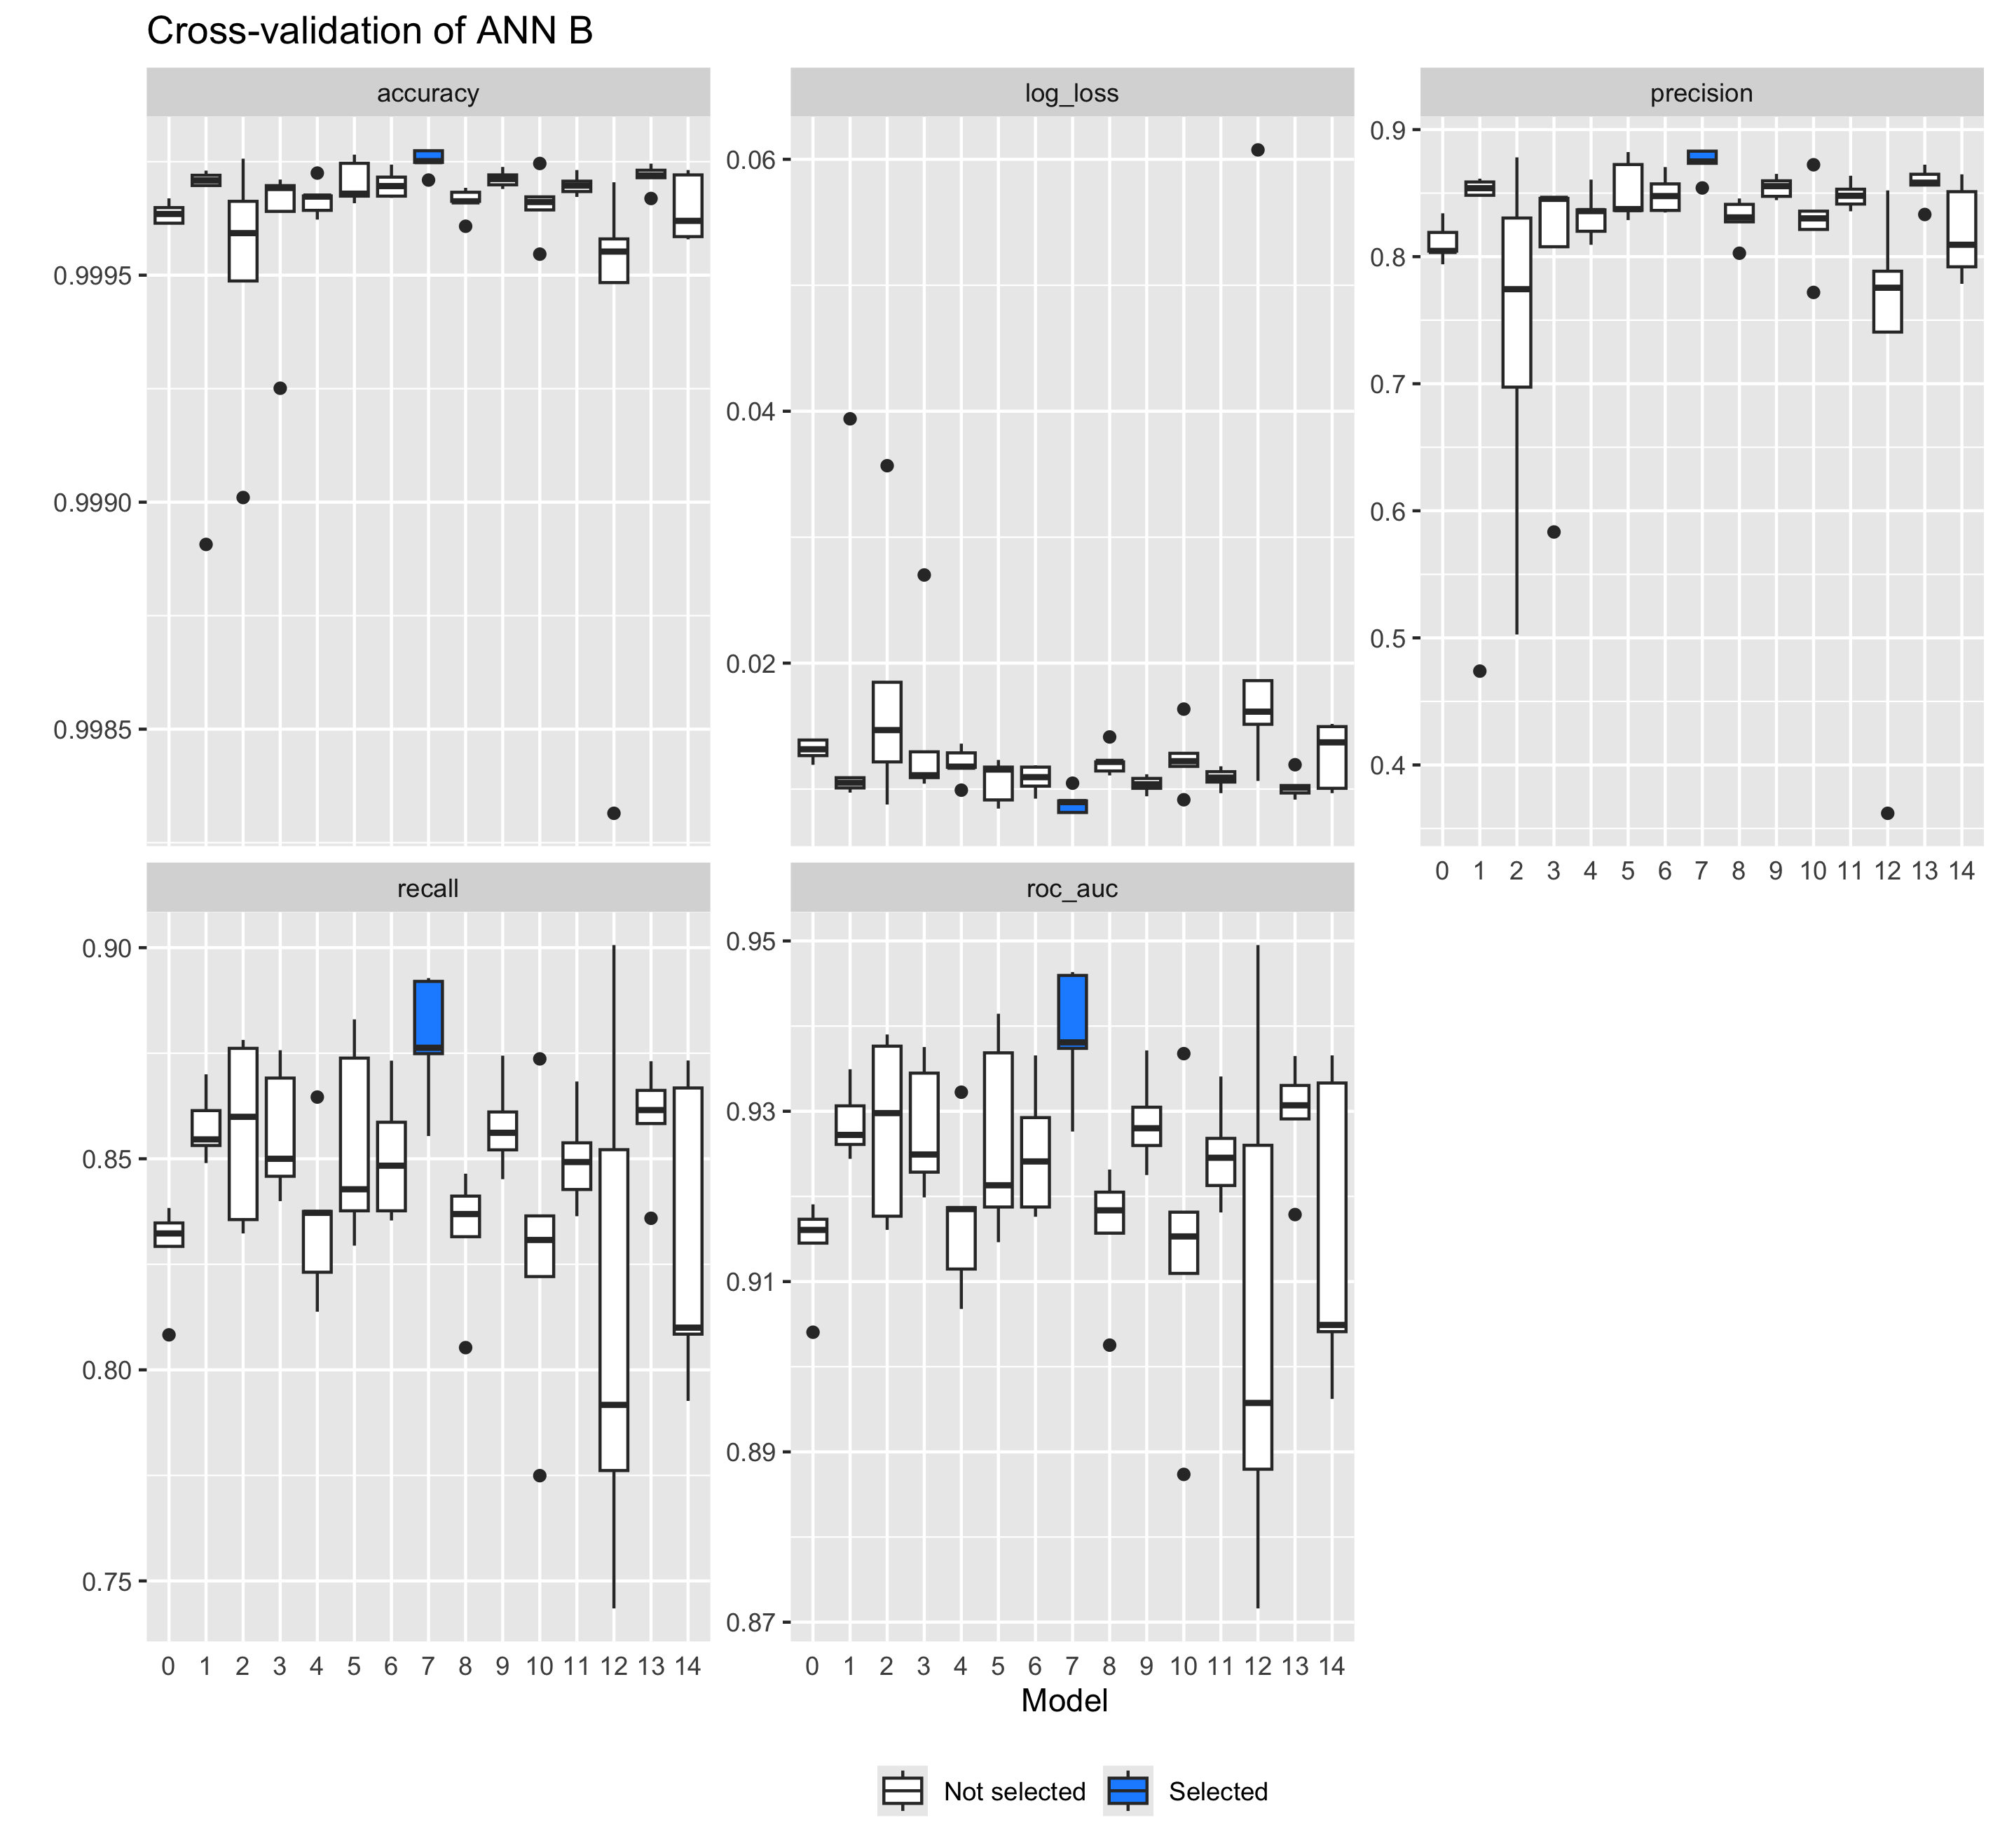 Cross-validation of ANN B
accuracy
log_loss
precision
0.9995
0.9990
0.9985
0.06
0.04
0.02
0.9
0.8
0.7
0.6
0.5
0.4
0 1 2 3 4 5 6 7 8 9 10 11 12 13 14
recall
roc_auc
0.90
0.85
0.80
0.75
0.95
0.93
0.91
0.89
0.87
0 1 2 3 4 5 6 7 8 9 10 11 12 13 14
0 1 2 3 4 5 6 7 8 9 10 11 12 13 14
Model
Not selected
Selected